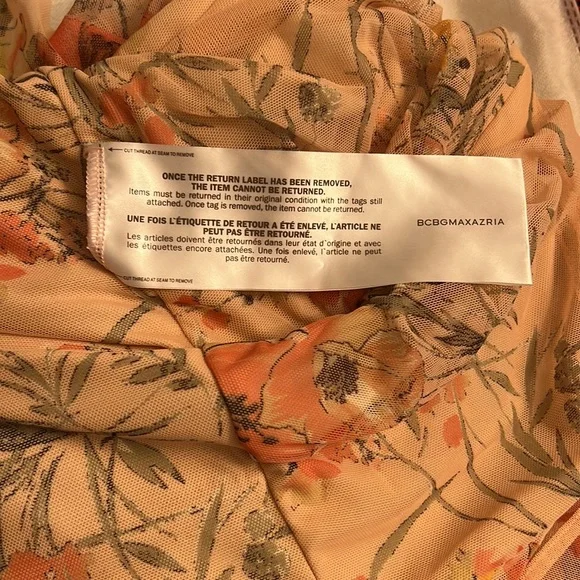 ← CUT THREAD AT SEAM TO REMOVE
ONCE THE RETURN LABEL HAS BEEN REMOVED,
THE ITEM CANNOT BE RETURNED.
Items must be returned in their original condition with the tags still
attached. Once tag is removed, the item cannot be returned.
UNE FOIS L'ÉTIQUETTE DE RETOUR A ÉTÉ ENLEVÉ, L'ARTICLE NE
PEUT PAS ÊTRE RETOURNÉ.
Les articles doivent être retournés dans leur état d'origine et avec
les étiquettes encore attachées. Une fois enlevé, l'article ne peut
pas être retourné.
← CUT THREAD AT SEAM TO REMOVE
BCBGMAXAZRIA